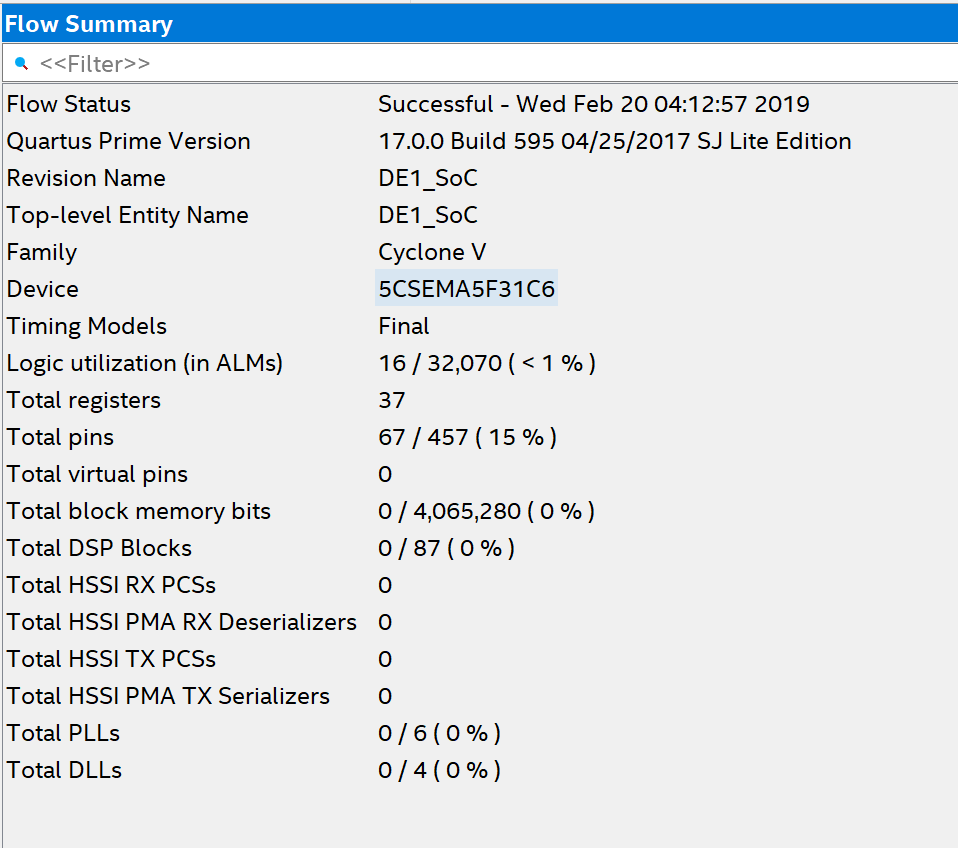 Flow Summary
<<Filter>>
Flow Status Successful - Wed Feb 20 04:12:57 2019
Quartus Prime Version 17.0.0 Build 595 04/25/2017 SJ Lite Edition
Revision Name DE1_SoC
Top-level Entity Name DE1_SoC
Family Cyclone V
Device 5CSEMA5F31C6
Timing Models Final
Logic utilization (in ALMs) 16 / 32,070 ( < 1 % )
Total registers 37
Total pins 67 / 457 ( 15 % )
Total virtual pins 0
Total block memory bits 0 / 4,065,280 ( 0 % )
Total DSP Blocks 0 / 87 ( 0 % )
Total HSSI RX PCSs 0
Total HSSI PMA RX Deserializers 0
Total HSSI TX PCSs 0
Total HSSI PMA TX Serializers 0
Total PLLs 0 / 6 ( 0 % )
Total DLLs 0 / 4 ( 0 % )